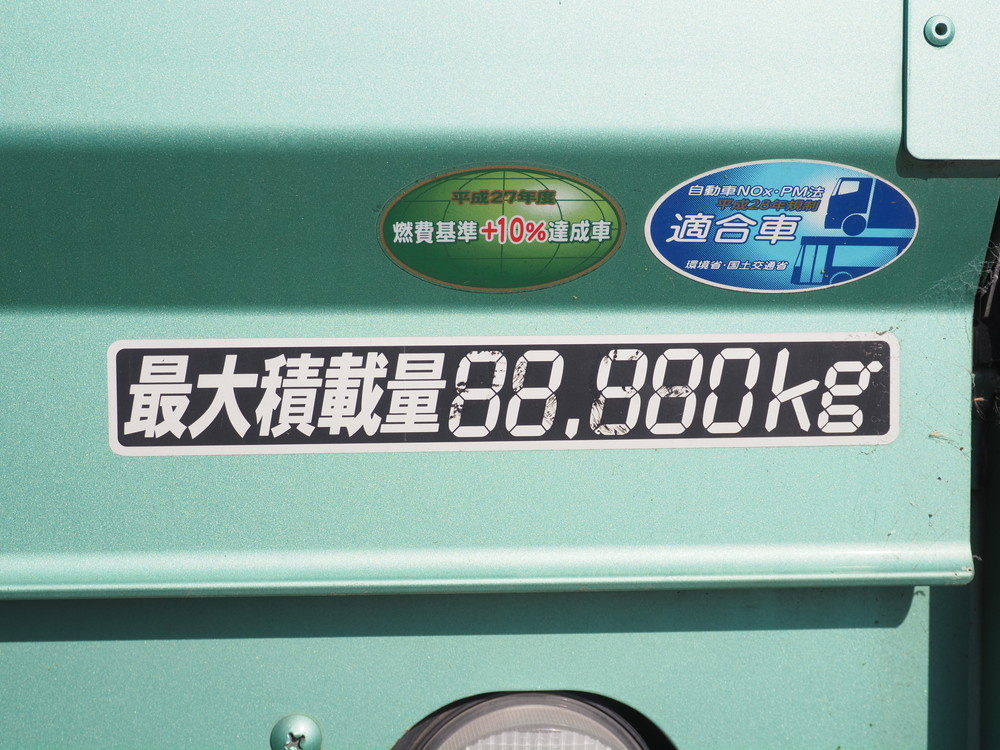 平成27年度
燃費基準+10%達成車
自動車NOx・PM法
平成28年規制
適合車
環境省・国土交通省
最大積載量88,880kg